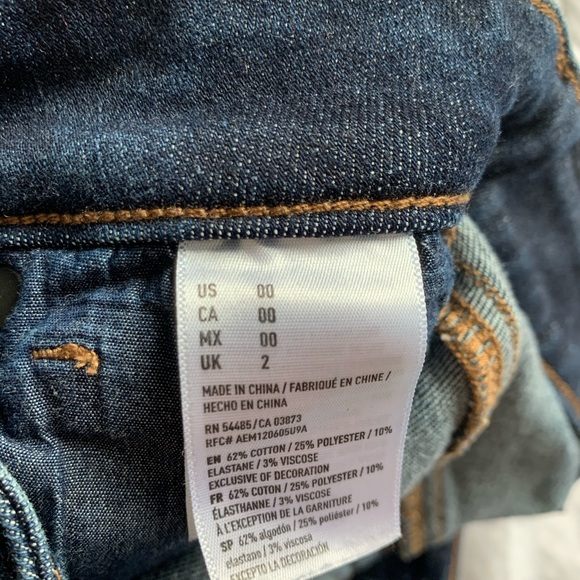 US 00
CA 00
MX 00
UK 2
MADE IN CHINA / FABRIQUÉ EN CHINE /
HECHO EN CHINA
RN 54485 / CA 03873
RFC# AEM120605U9A
EN 62% COTTON / 25% POLYESTER / 10%
ELASTANE / 3% VISCOSE
EXCLUSIVE OF DECORATION
FR 62% COTON / 25% POLYESTER / 10%
ÉLASTHANNE / 3% VISCOSE
À L'EXCEPTION DE LA GARNITURE
SP 62% algodón / 25% poliéster / 10%
elastano / 3% viscosa
EXCEPTO LA DECORACIÓN